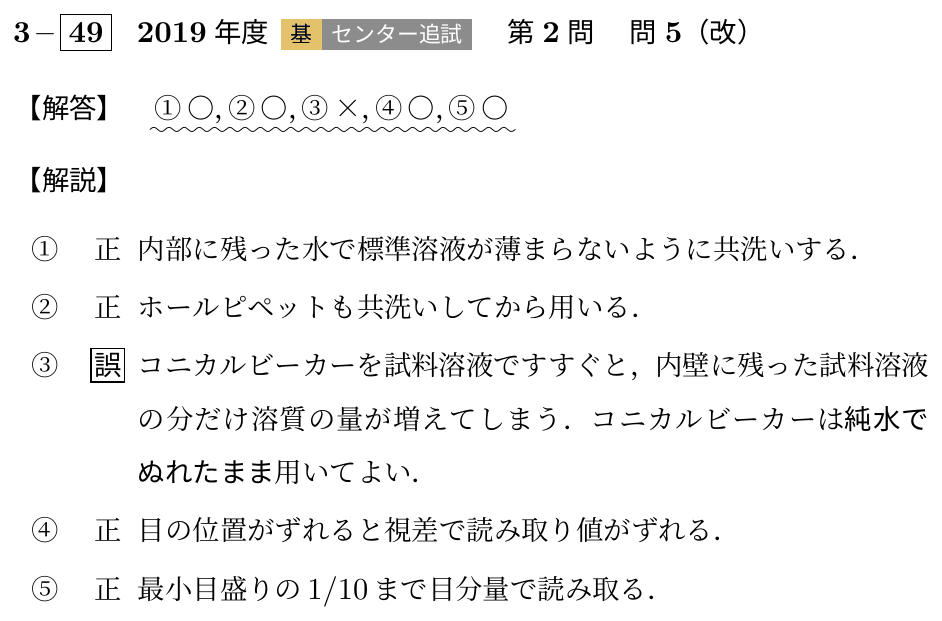 3－49 2019 年度 基 センター追試 第 2 問 問 5（改）
【解答】 ① ○, ② ○, ③ ×, ④ ○, ⑤ ○
【解説】
① 正 内部に残った水で標準溶液が薄まらないように共洗いする．
② 正 ホールピペットも共洗いしてから用いる．
③ 誤 コニカルビーカーを試料溶液ですすぐと，内壁に残った試料溶液
の分だけ溶質の量が増えてしまう．コニカルビーカーは純水で
ぬれたまま用いてよい．
④ 正 目の位置がずれると視差で読み取り値がずれる．
⑤ 正 最小目盛りの 1/10 まで目分量で読み取る．